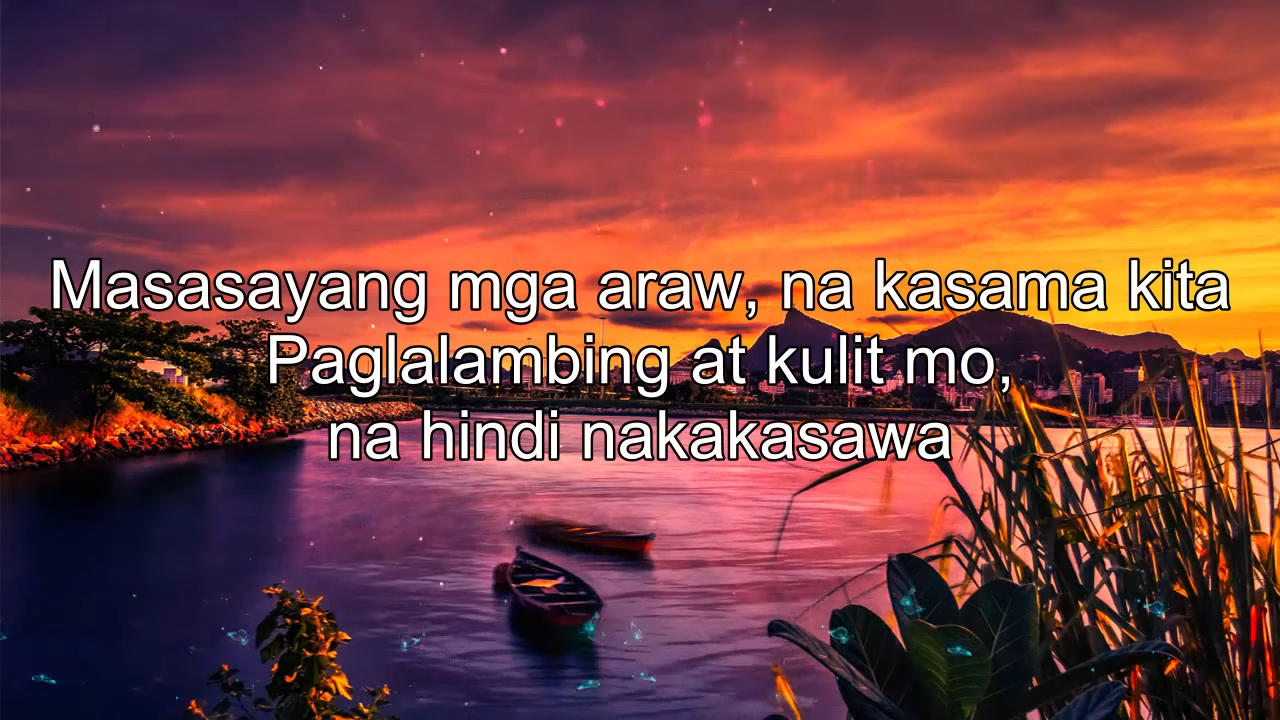 Masasayang mga araw, na kasama kita
Paglalambing at kulit mo,
na hindi nakakasawa